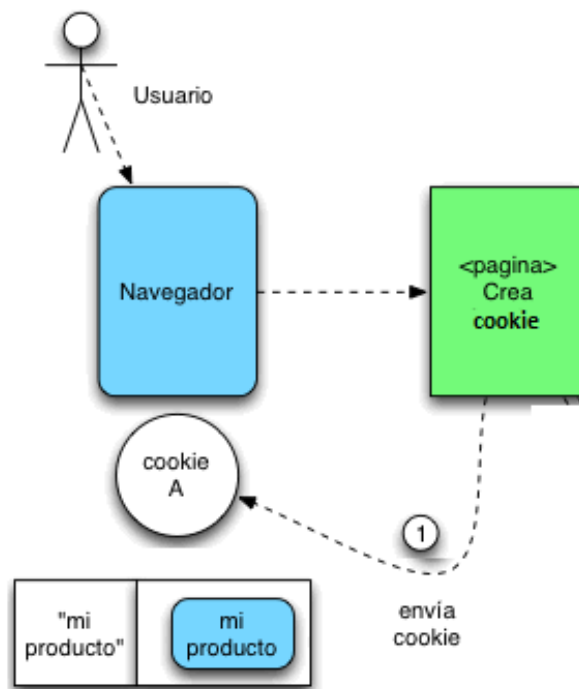 Usuario
Navegador
<pagina>
Crea
cookie
cookie
A
1
envía
cookie
"mi
producto"
mi
producto